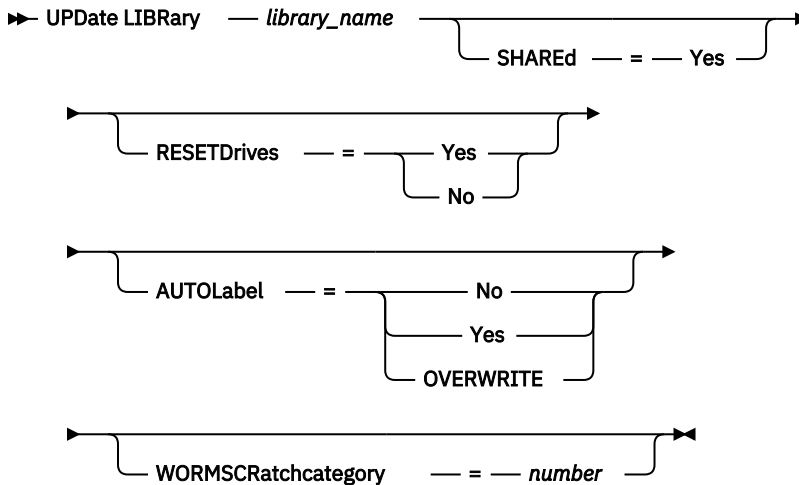 UPDate LIBRary library_name
SHAREd = Yes
RESETDrives = Yes
No
AUTOLabel = No
Yes
OVERWRITE
WORMSCRatchcategory = number